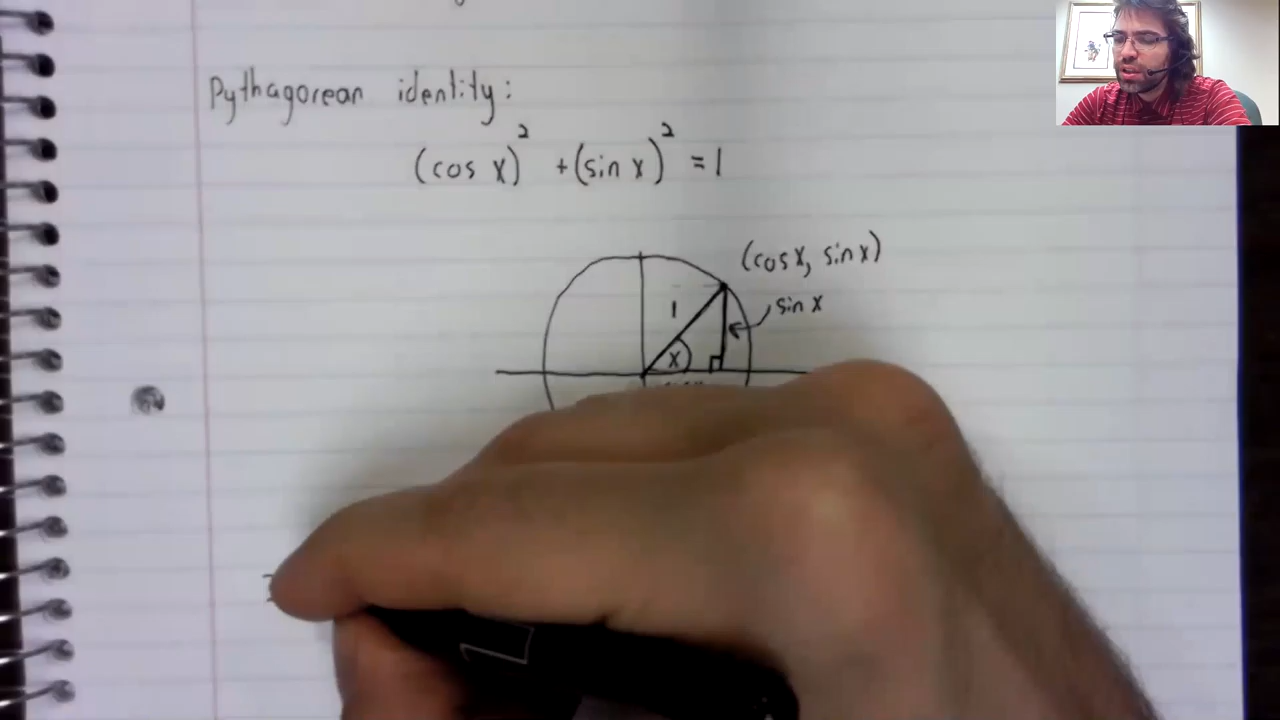 Pythagorean identity:
(cos x)² + (sin x)² = 1
(cos x, sin x)
1
sin x
x